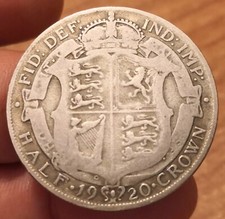 ·FID:DEF: IND:IMP·
HALF·19 20·CROWN